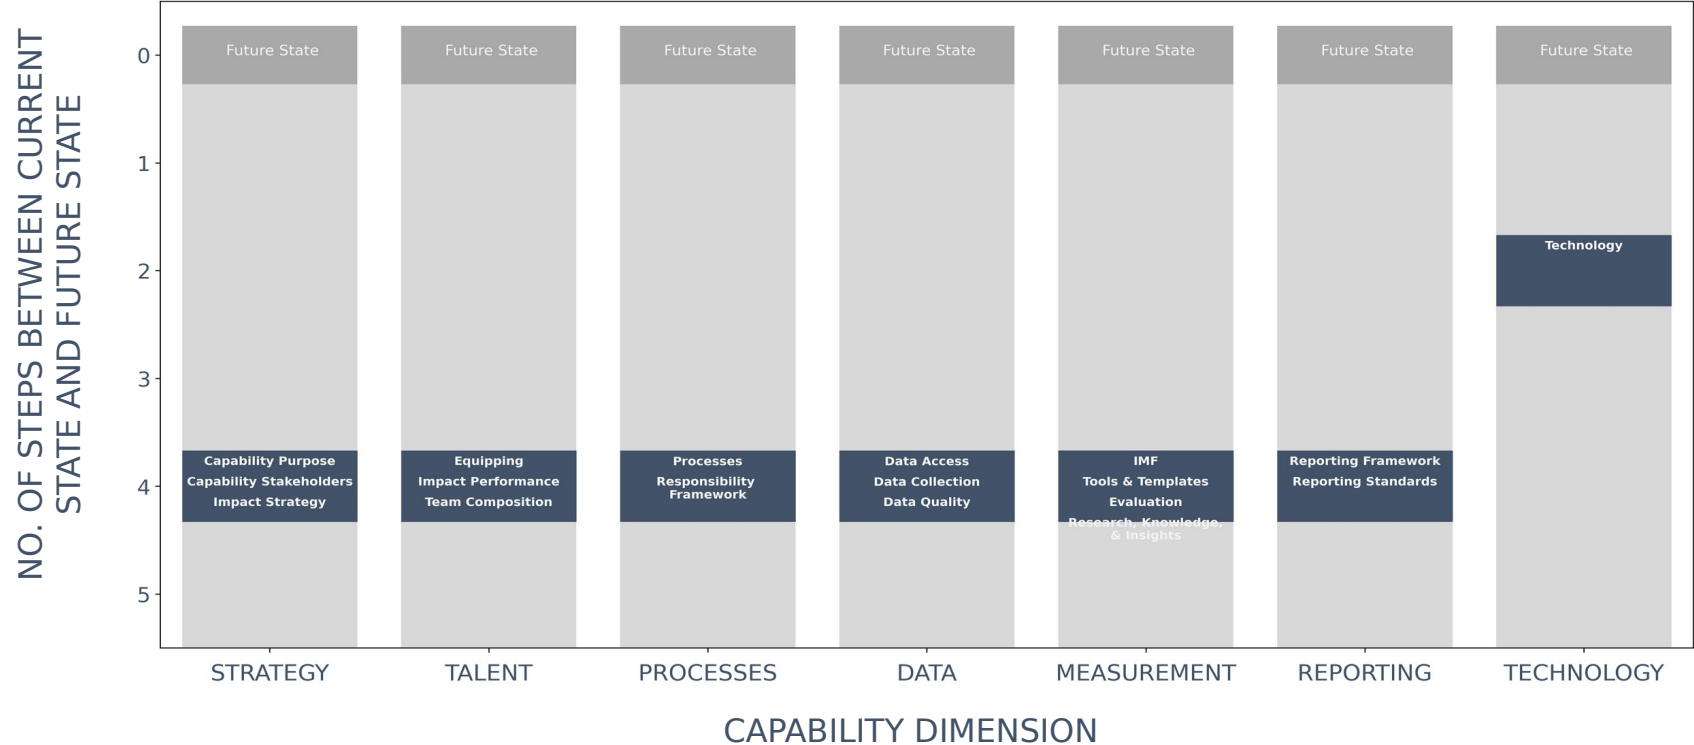 NO. OF STEPS BETWEEN CURRENT
STATE AND FUTURE STATE
0
1
2
3
4
5
Future State
Future State
Future State
Future State
Future State
Future State
Future State
Capability Purpose
Capability Stakeholders
Impact Strategy
Equipping
Impact Performance
Team Composition
Processes
Responsibility
Framework
Data Access
Data Collection
Data Quality
IMF
Tools & Templates
Evaluation
Research, Knowledge,
& Insights
Reporting Framework
Reporting Standards
Technology
STRATEGY
TALENT
PROCESSES
DATA
MEASUREMENT
REPORTING
TECHNOLOGY
CAPABILITY DIMENSION